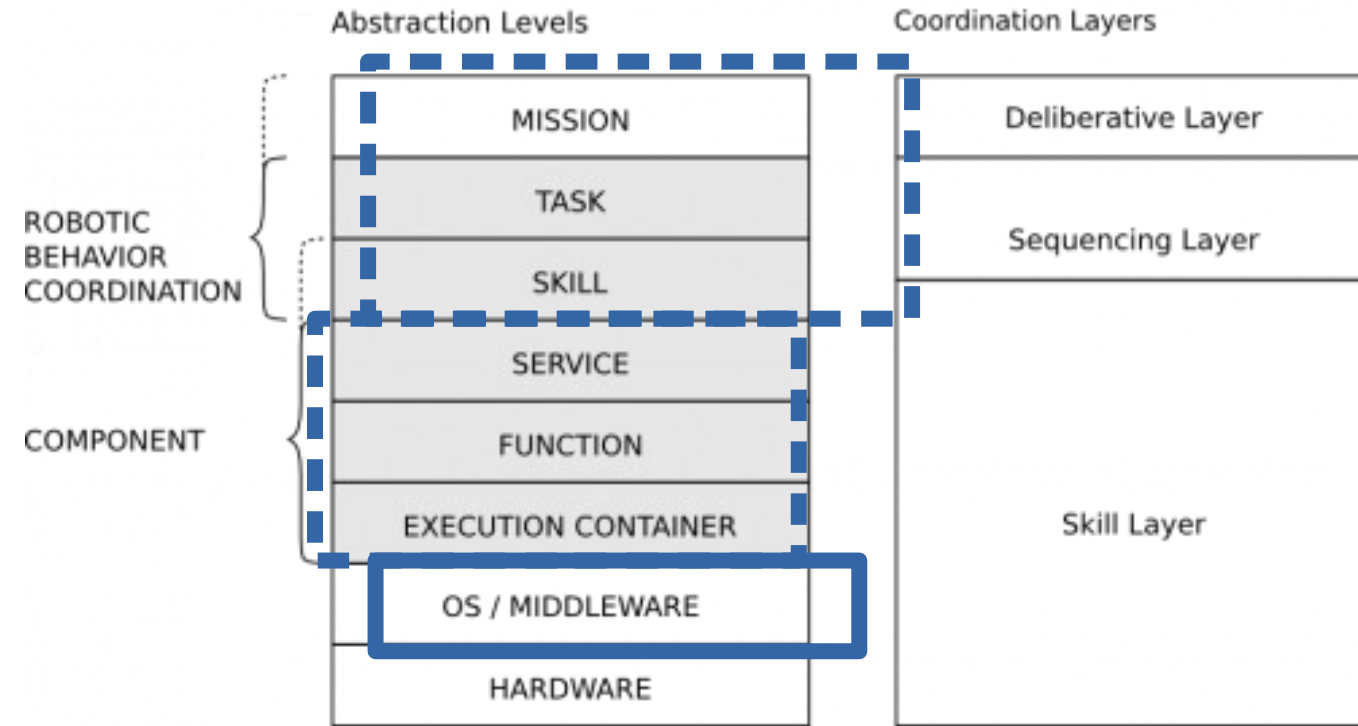 Abstraction Levels
Coordination Layers
MISSION
TASK
SKILL
SERVICE
FUNCTION
EXECUTION CONTAINER
OS / MIDDLEWARE
HARDWARE
ROBOTIC
BEHAVIOR
COORDINATION
COMPONENT
Deliberative Layer
Sequencing Layer
Skill Layer